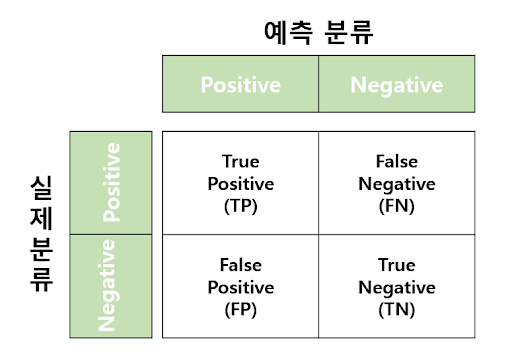 예측 분류
Positive Negative
실제분류
Positive
True
Positive
(TP)
False
Negative
(FN)
Negative
False
Positive
(FP)
True
Negative
(TN)